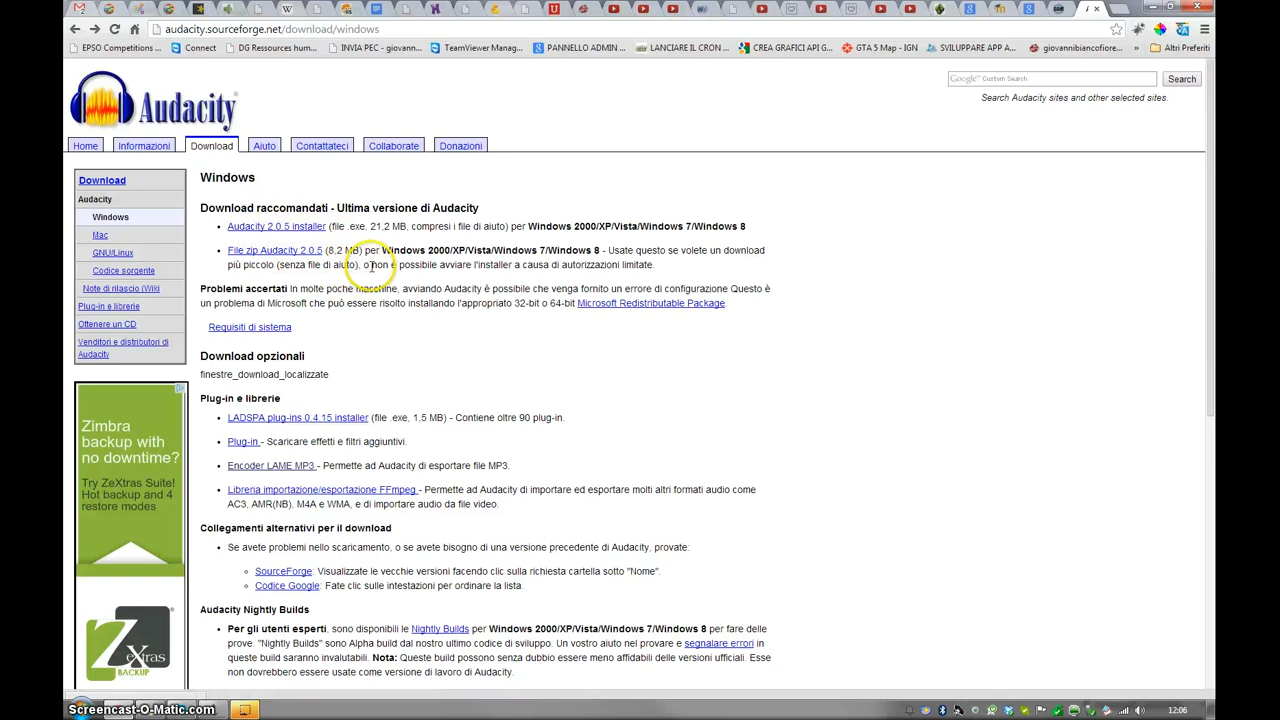 audacity.sourceforge.net/download/windows
EPSO Competitions ... Connect DG Ressources hum... INVIA PEC - giovann... TeamViewer Manag... PANNELLO ADMIN ... LANCIARE IL CRON ... CREA GRAFICI API G... GTA 5 Map - IGN SVILUPPARE APP A... giovannibiancofiore... » Altri Preferiti
Audacity
Google™ Custom Search Search
Search Audacity sites and other selected sites.
Home Informazioni Download Aiuto Contattateci Collaborate Donazioni
Download
Audacity
Windows
Mac
GNU/Linux
Codice sorgente
Note di rilascio (Wiki
Plug-in e librerie
Ottenere un CD
Venditori e distributori di
Audacity
Windows
Download raccomandati - Ultima versione di Audacity
• Audacity 2.0.5 installer (file .exe, 21,2 MB, compresi i file di aiuto) per Windows 2000/XP/Vista/Windows 7/Windows 8
• File zip Audacity 2.0.5 (8,2 MB) per Windows 2000/XP/Vista/Windows 7/Windows 8 - Usate questo se volete un download
più piccolo (senza file di aiuto), o non è possibile avviare l'installer a causa di autorizzazioni limitate.
Problemi accertati In molte poche macchine, avviando Audacity è possibile che venga fornito un errore di configurazione Questo è
un problema di Microsoft che può essere risolto installando l'appropriato 32-bit o 64-bit Microsoft Redistributable Package.
Requisiti di sistema
Download opzionali
finestre_download_localizzate
Plug-in e librerie
• LADSPA plug-ins 0.4.15 installer (file .exe, 1,5 MB) - Contiene oltre 90 plug-in.
• Plug-in - Scaricare effetti e filtri aggiuntivi.
• Encoder LAME MP3 - Permette ad Audacity di esportare file MP3.
• Libreria importazione/esportazione FFmpeg - Permette ad Audacity di importare ed esportare molti altri formati audio come
AC3, AMR(NB), M4A e WMA, e di importare audio da file video.
Collegamenti alternativi per il download
• Se avete problemi nello scaricamento, o se avete bisogno di una versione precedente di Audacity, provate:
SourceForge: Visualizzate le vecchie versioni facendo clic sulla richiesta cartella sotto "Nome".
Codice Google: Fate clic sulle intestazioni per ordinare la lista.
Audacity Nightly Builds
• Per gli utenti esperti, sono disponibili le Nightly Builds per Windows 2000/XP/Vista/Windows 7/Windows 8 per fare delle
prove. "Nightly Builds" sono Alpha build dal nostro ultimo codice di sviluppo. Un vostro aiuto nel provare e segnalare errori in
queste build saranno invalutabili. Nota: Queste build possono senza dubbio essere meno affidabili delle versioni ufficiali. Esse
non dovrebbero essere usate come versione di lavoro di Audacity.
Zimbra
backup with
no downtime?
Try ZeXtras Suite!
Hot backup and 4
restore modes
zeXtras
BACKUP
Screencast-O-Matic.com
12:06